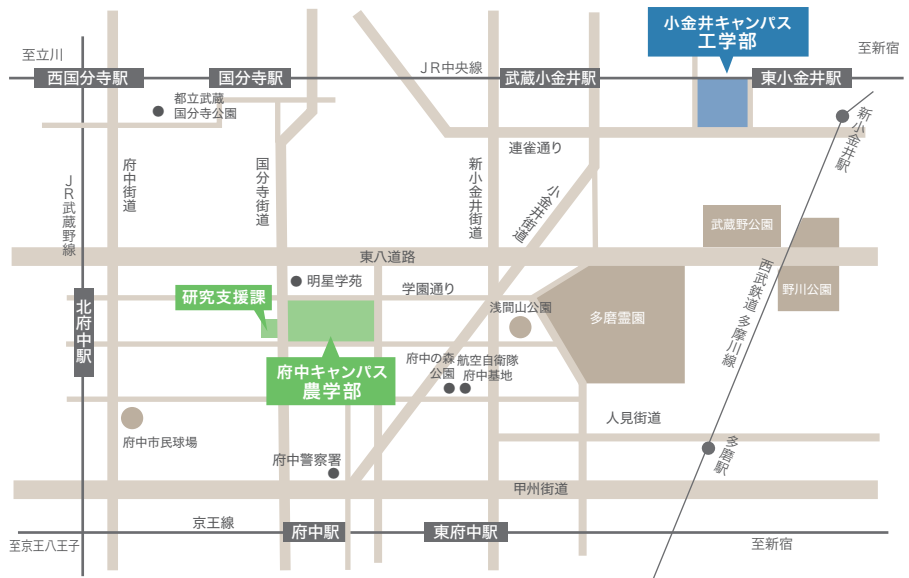 小金井キャンパス
工学部
至立川
至新宿
JR中央線
西国分寺駅
国分寺駅
武蔵小金井駅
東小金井駅
都立武蔵
国分寺公園
新小金井駅
連雀通り
府中街道
国分寺街道
新小金井街道
小金井街道
JR武蔵野線
武蔵野公園
東八道路
西武鉄道 多摩川線
明星学苑
学園通り
野川公園
研究支援課
浅間山公園
多磨霊園
北府中駅
府中キャンパス
農学部
府中の森
公園
航空自衛隊
府中基地
人見街道
府中市民球場
多磨駅
府中警察署
甲州街道
京王線
府中駅
東府中駅
至京王八王子
至新宿